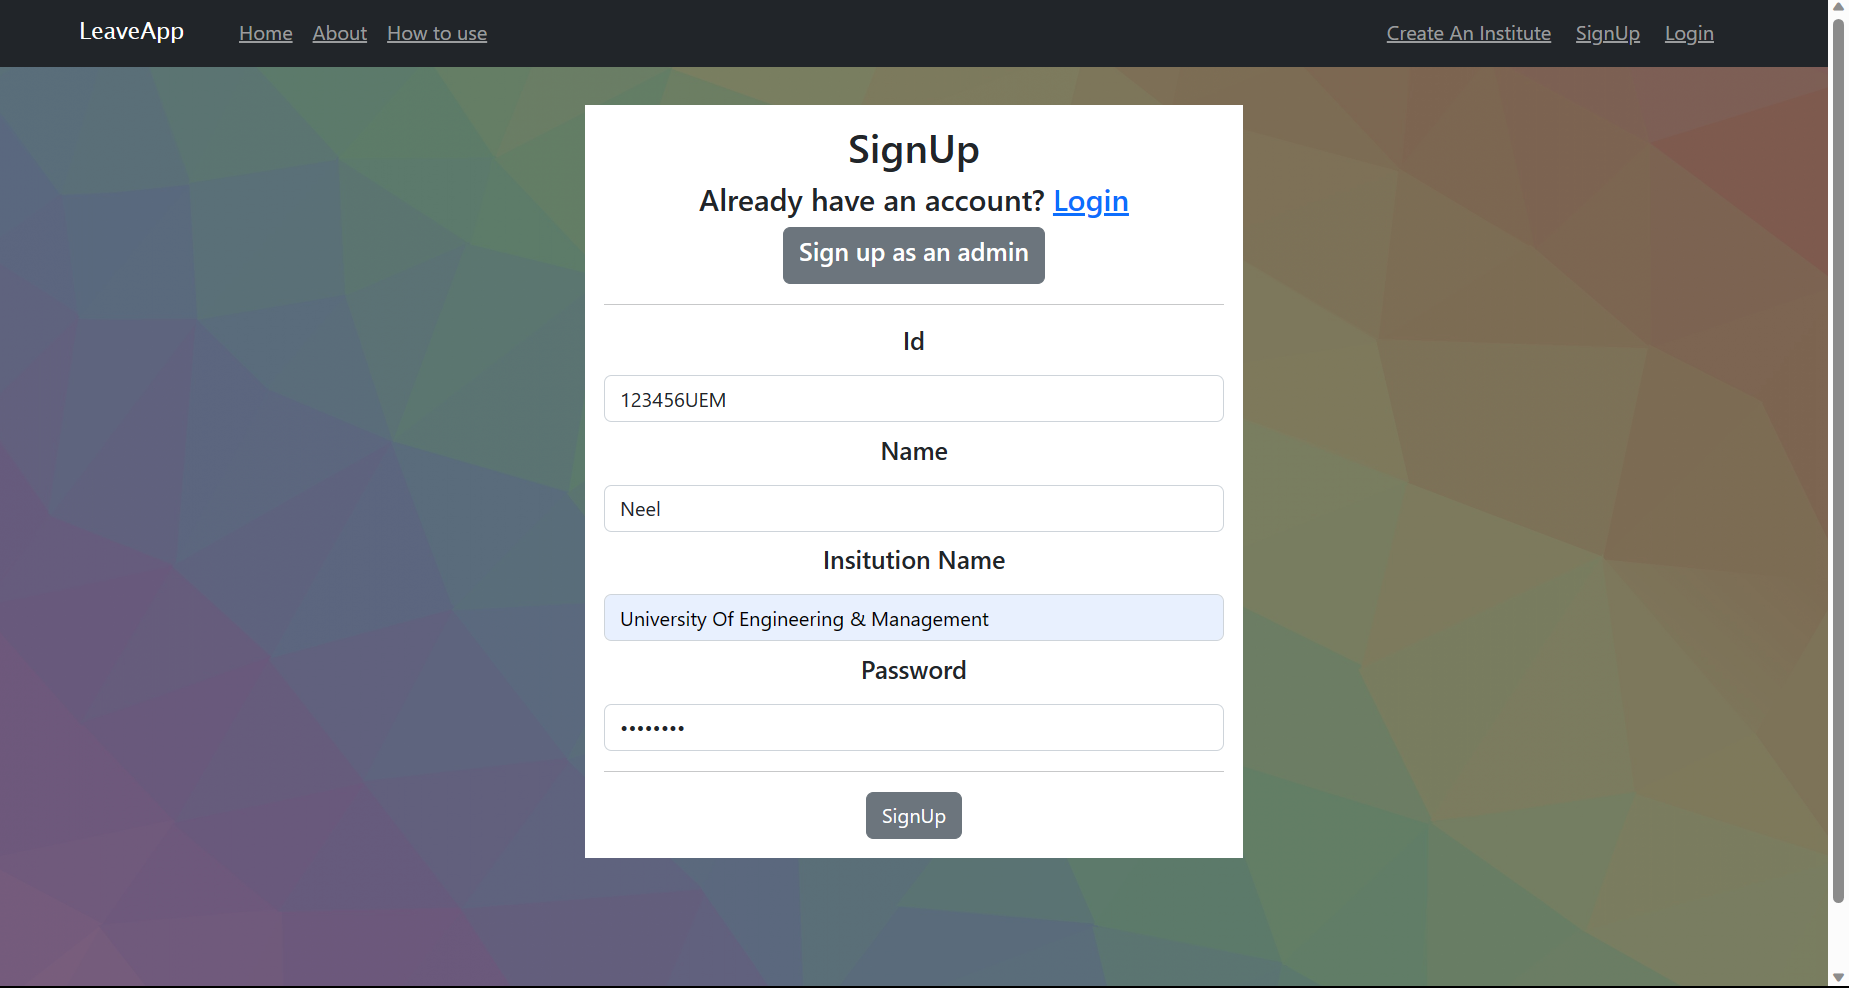 LeaveApp Home About How to use Create An Institute SignUp Login
SignUp
Already have an account? Login
Sign up as an admin
Id
123456UEM
Name
Neel
Insitution Name
University Of Engineering & Management
Password
••••••••
SignUp